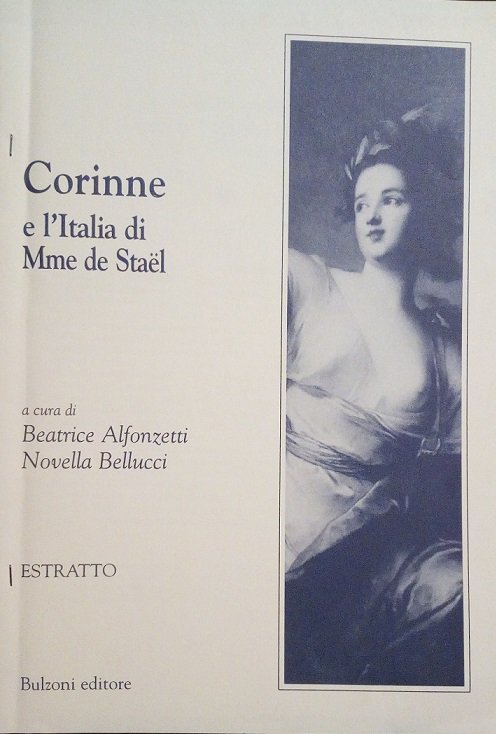 Corinne
e l'Italia di
Mme de Staël
a cura di
Beatrice Alfonzetti
Novella Bellucci
ESTRATTO
Bulzoni editore